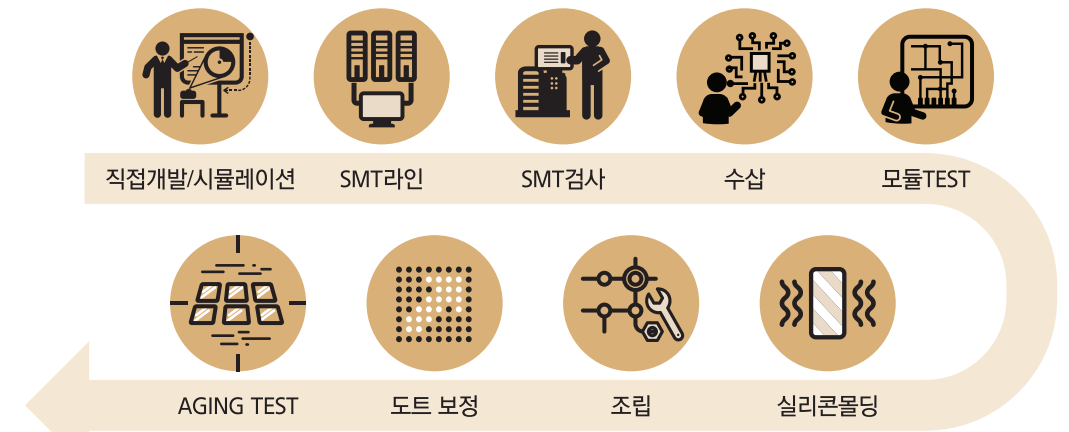 직접개발/시뮬레이션
SMT라인
SMT검사
수삽
모듈TEST
실리콘몰딩
조립
도트 보정
AGING TEST